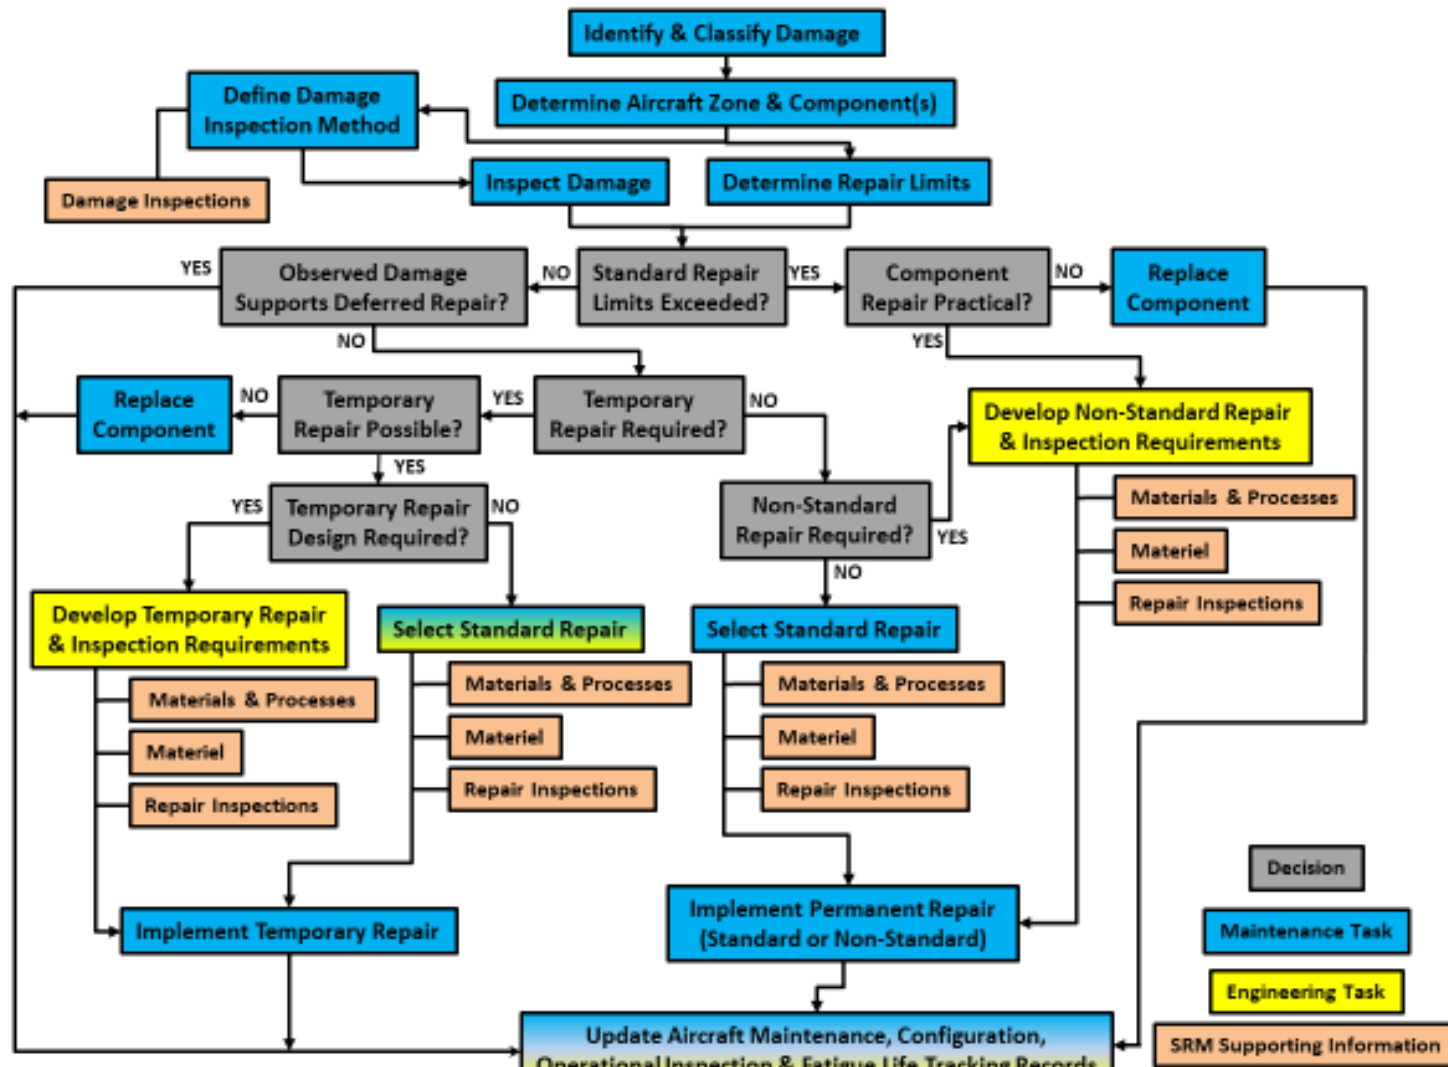 Identify & Classify Damage
Define Damage
Inspection Method
Determine Aircraft Zone & Component(s)
Damage Inspections
Inspect Damage
Determine Repair Limits
YES
Observed Damage
Supports Deferred Repair?
NO
Standard Repair
Limits Exceeded?
YES
Component
Repair Practical?
NO
Replace
Component
NO
YES
Replace
Component
NO
Temporary
Repair Possible?
YES
Temporary
Repair Required?
NO
Develop Non-Standard Repair
& Inspection Requirements
YES
YES
Temporary Repair
Design Required?
NO
Non-Standard
Repair Required?
YES
NO
Materials & Processes
Materiel
Repair Inspections
Develop Temporary Repair
& Inspection Requirements
Materials & Processes
Materiel
Repair Inspections
Select Standard Repair
Materials & Processes
Materiel
Repair Inspections
Select Standard Repair
Materials & Processes
Materiel
Repair Inspections
Implement Temporary Repair
Implement Permanent Repair
(Standard or Non-Standard)
Update Aircraft Maintenance, Configuration,
Operational Inspection & Fatigue Life Tracking Records
Decision
Maintenance Task
Engineering Task
SRM Supporting Information